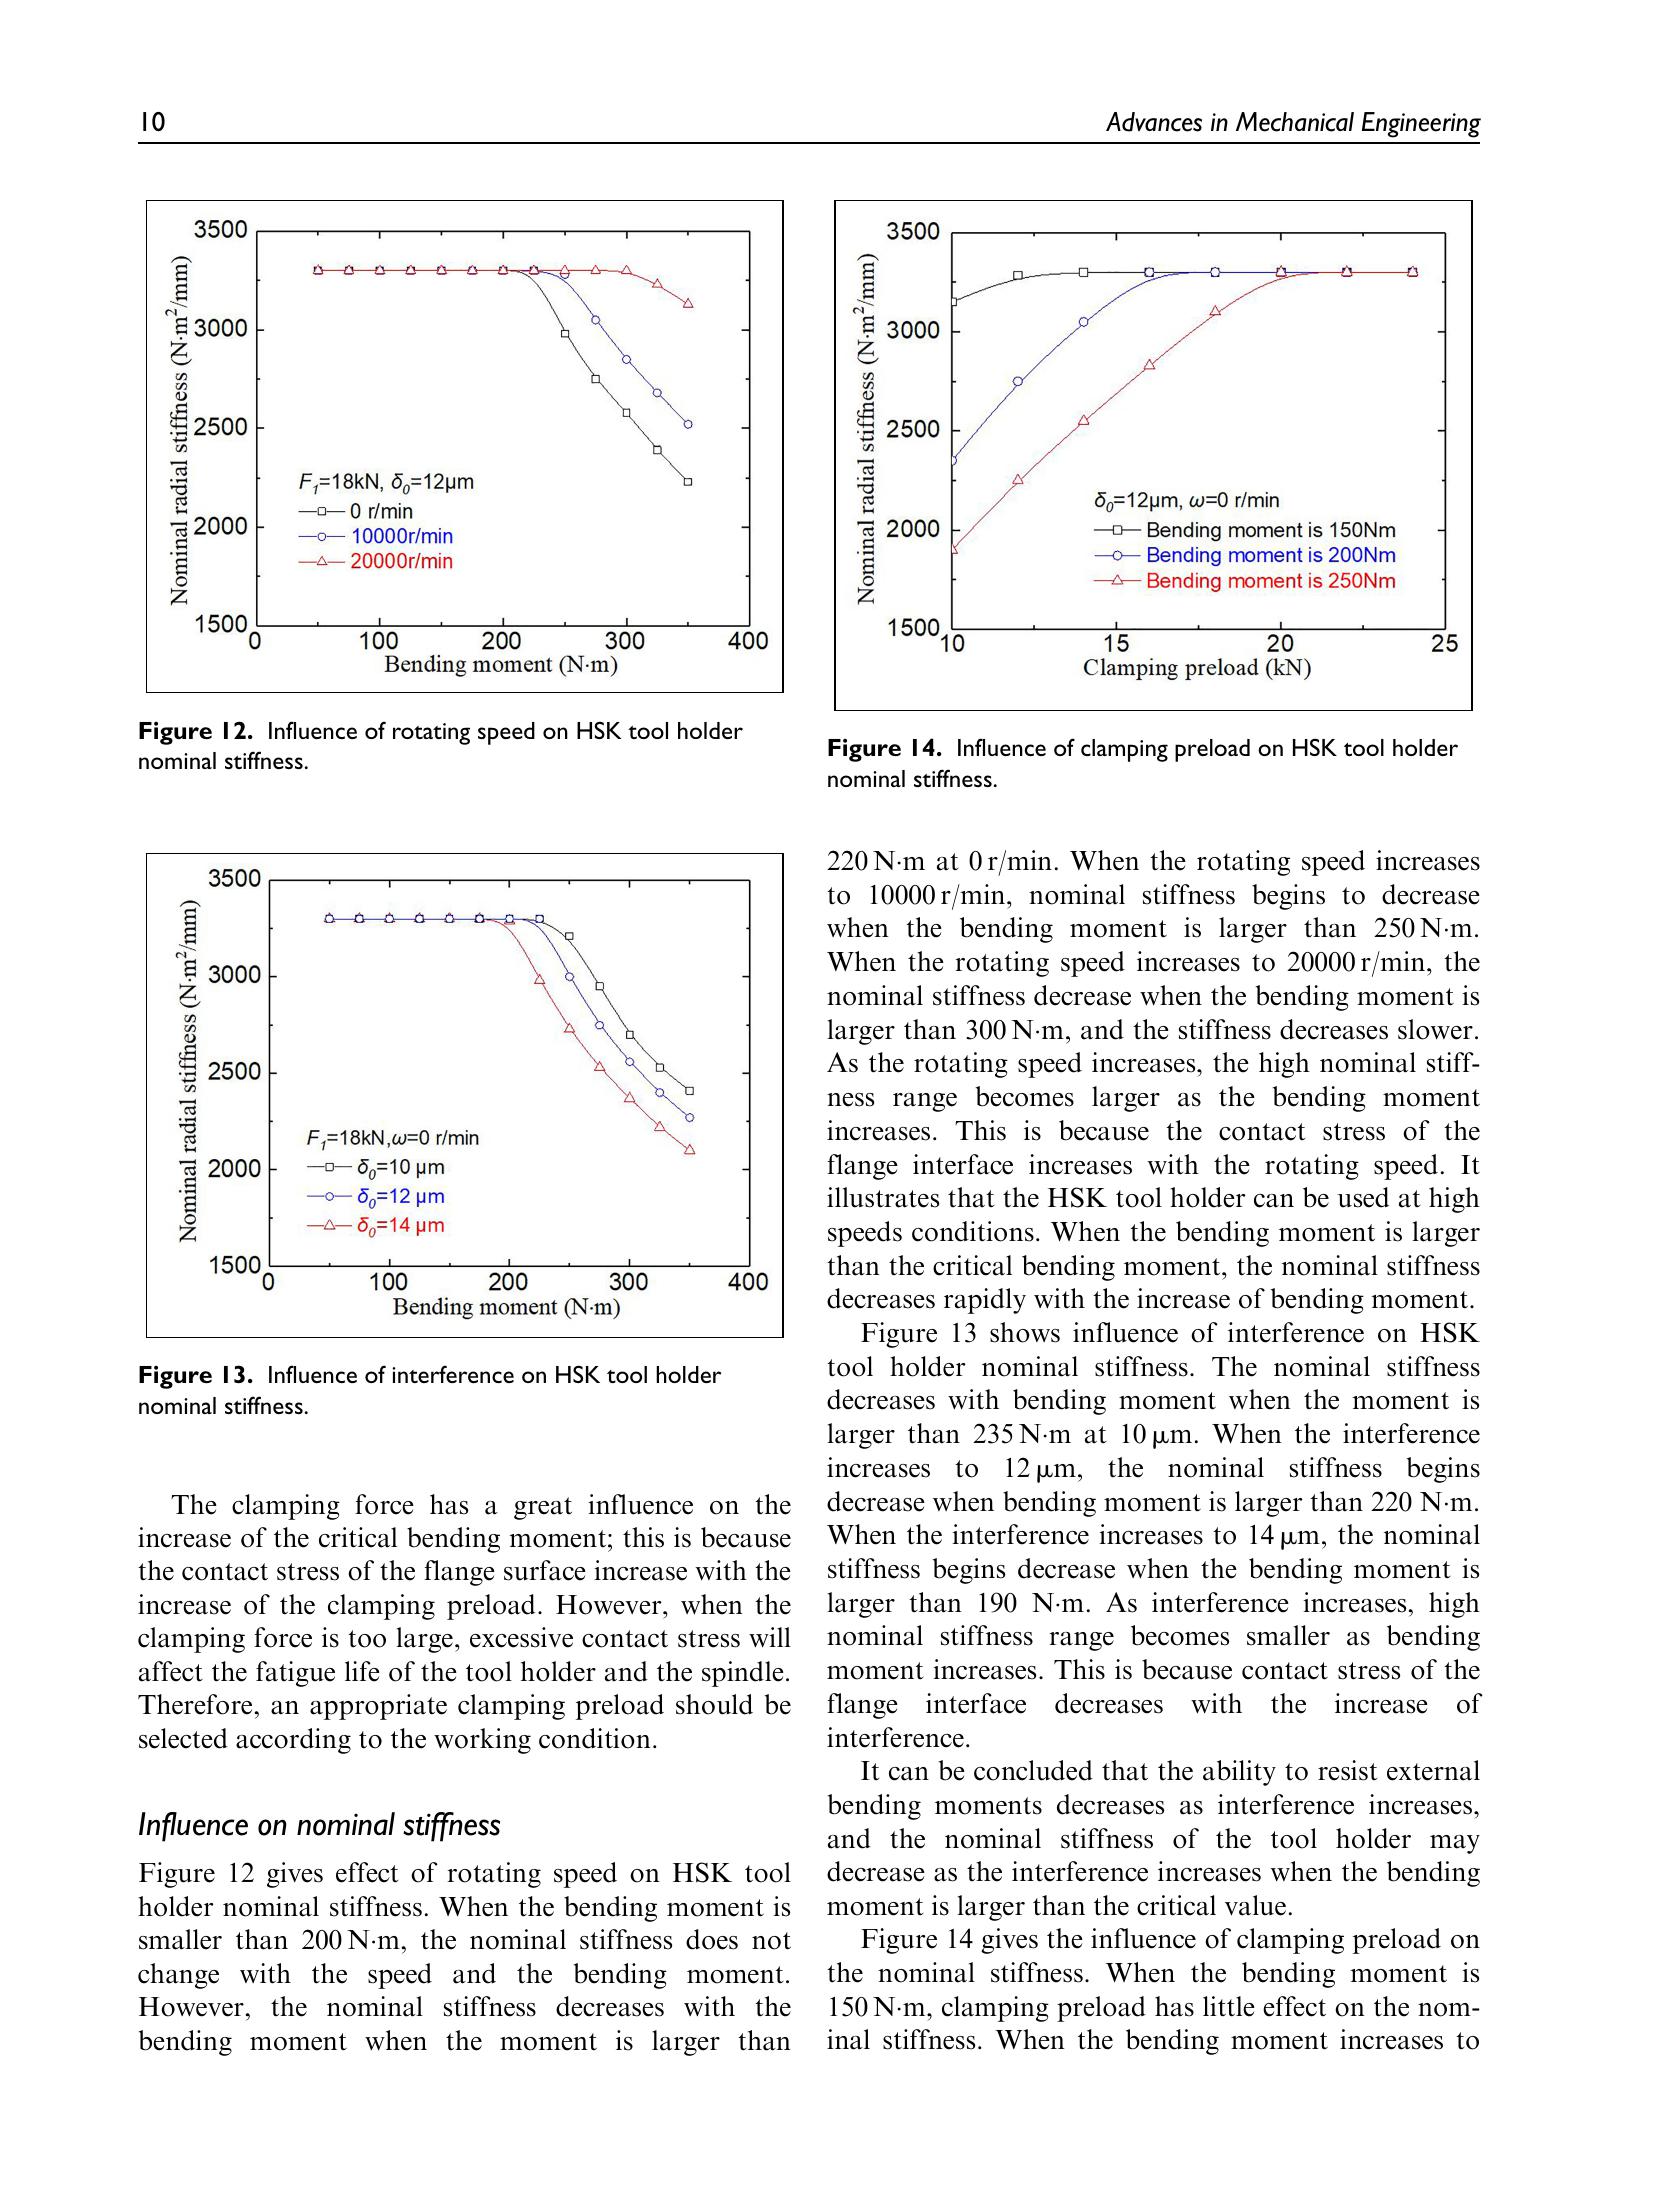 10
Advances in Mechanical Engineering
3500
3000
2500
2000
1500
0
100
200
300
400
Nominal radial stiffness (N·m²/mm)
Bending moment (N·m)
F₁=18kN, δ₀=12μm
0 r/min
10000r/min
20000r/min
Figure 12. Influence of rotating speed on HSK tool holder
nominal stiffness.
3500
3000
2500
2000
1500
0
100
200
300
400
Nominal radial stiffness (N·m²/mm)
Bending moment (N·m)
F₁=18kN,ω=0 r/min
δ₀=10 μm
δ₀=12 μm
δ₀=14 μm
Figure 13. Influence of interference on HSK tool holder
nominal stiffness.
The clamping force has a great influence on the
increase of the critical bending moment; this is because
the contact stress of the flange surface increase with the
increase of the clamping preload. However, when the
clamping force is too large, excessive contact stress will
affect the fatigue life of the tool holder and the spindle.
Therefore, an appropriate clamping preload should be
selected according to the working condition.
Influence on nominal stiffness
Figure 12 gives effect of rotating speed on HSK tool
holder nominal stiffness. When the bending moment is
smaller than 200 N·m, the nominal stiffness does not
change with the speed and the bending moment.
However, the nominal stiffness decreases with the
bending moment when the moment is larger than
3500
3000
2500
2000
1500
10
15
20
25
Nominal radial stiffness (N·m²/mm)
Clamping preload (kN)
δ₀=12μm, ω=0 r/min
Bending moment is 150Nm
Bending moment is 200Nm
Bending moment is 250Nm
Figure 14. Influence of clamping preload on HSK tool holder
nominal stiffness.
220 N·m at 0 r/min. When the rotating speed increases
to 10000 r/min, nominal stiffness begins to decrease
when the bending moment is larger than 250 N·m.
When the rotating speed increases to 20000 r/min, the
nominal stiffness decrease when the bending moment is
larger than 300 N·m, and the stiffness decreases slower.
As the rotating speed increases, the high nominal stiff-
ness range becomes larger as the bending moment
increases. This is because the contact stress of the
flange interface increases with the rotating speed. It
illustrates that the HSK tool holder can be used at high
speeds conditions. When the bending moment is larger
than the critical bending moment, the nominal stiffness
decreases rapidly with the increase of bending moment.
Figure 13 shows influence of interference on HSK
tool holder nominal stiffness. The nominal stiffness
decreases with bending moment when the moment is
larger than 235 N·m at 10 μm. When the interference
increases to 12 μm, the nominal stiffness begins
decrease when bending moment is larger than 220 N·m.
When the interference increases to 14 μm, the nominal
stiffness begins decrease when the bending moment is
larger than 190 N·m. As interference increases, high
nominal stiffness range becomes smaller as bending
moment increases. This is because contact stress of the
flange interface decreases with the increase of
interference.
It can be concluded that the ability to resist external
bending moments decreases as interference increases,
and the nominal stiffness of the tool holder may
decrease as the interference increases when the bending
moment is larger than the critical value.
Figure 14 gives the influence of clamping preload on
the nominal stiffness. When the bending moment is
150 N·m, clamping preload has little effect on the nom-
inal stiffness. When the bending moment increases to